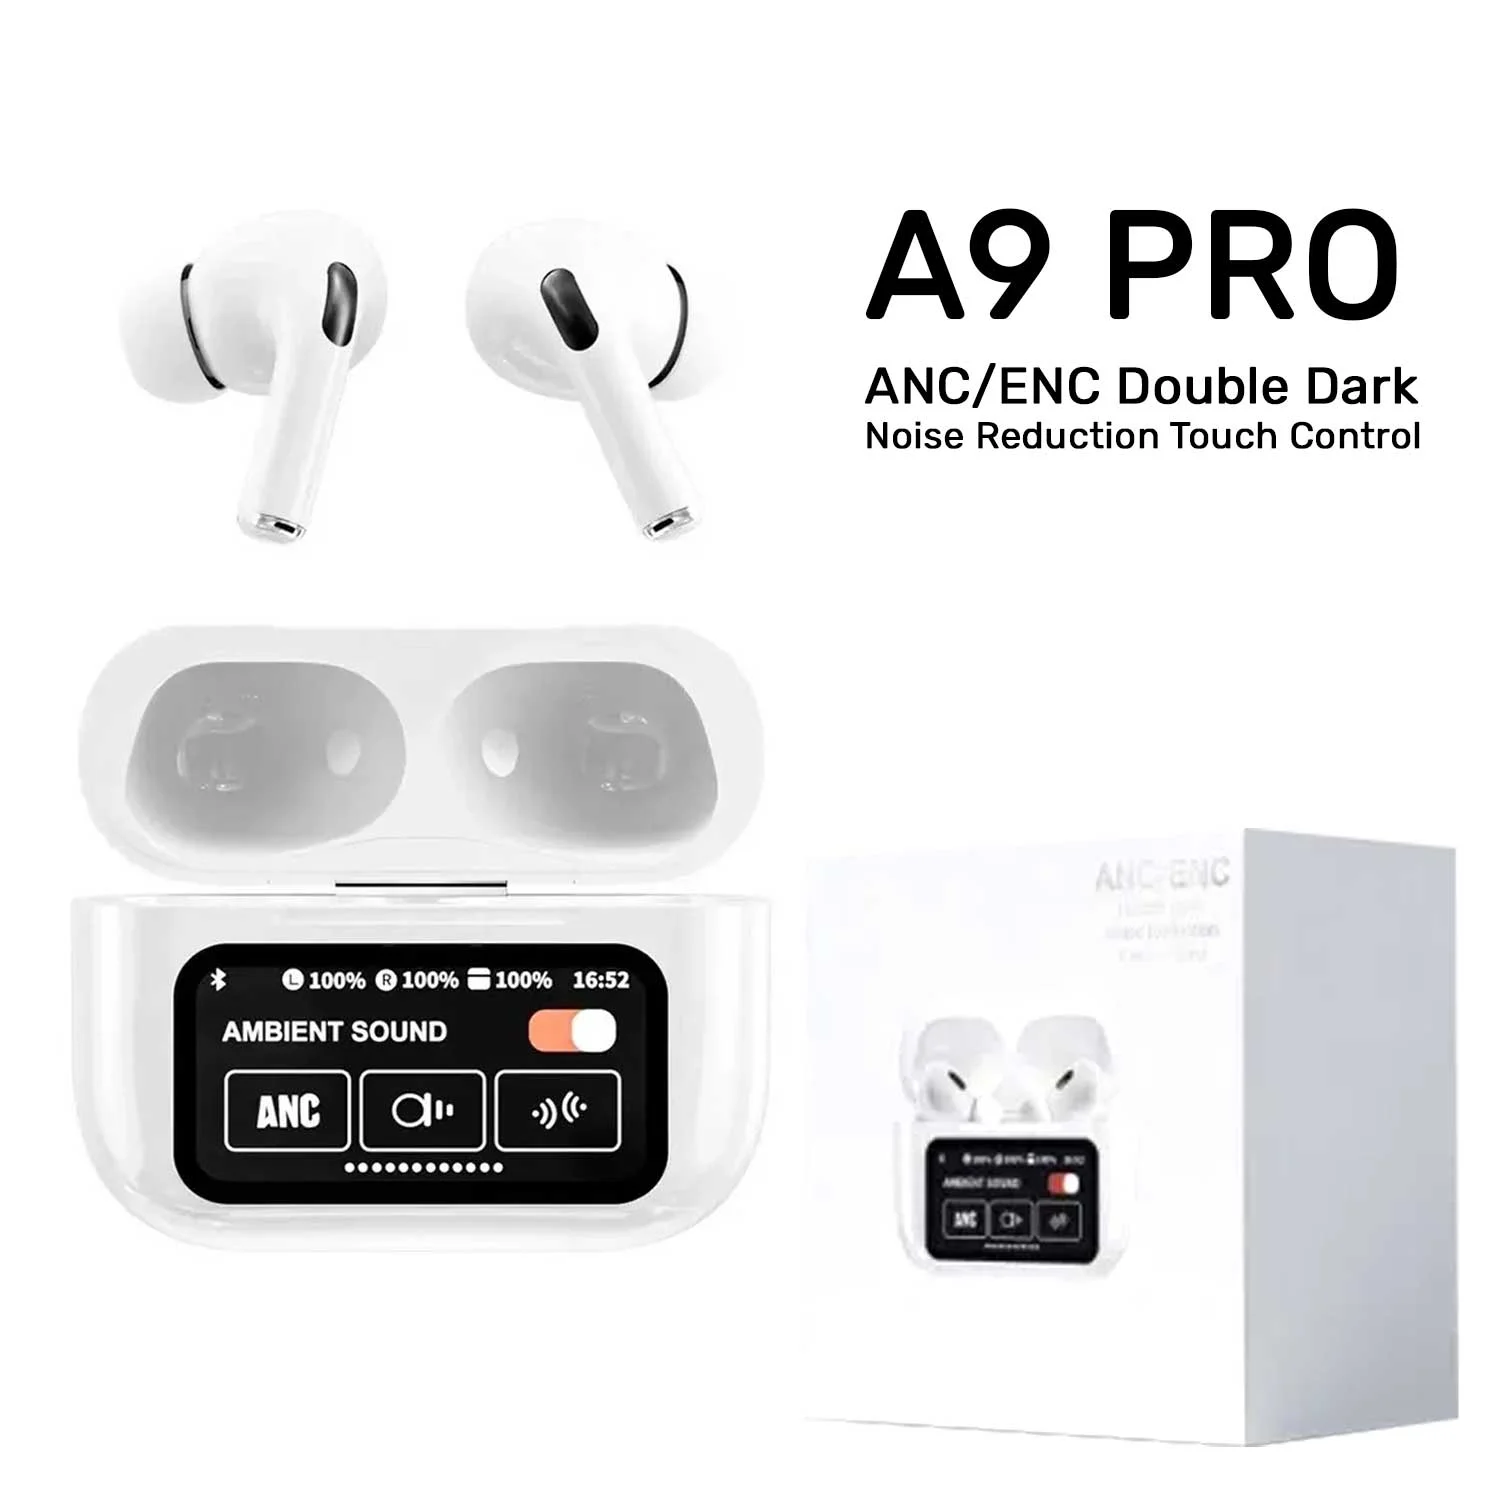 A9 PRO
ANC/ENC Double Dark
Noise Reduction Touch Control
L 100% R 100% 100% 16:52
AMBIENT SOUND
ANC
ANC/ENC
AMBIENT SOUND
ANC